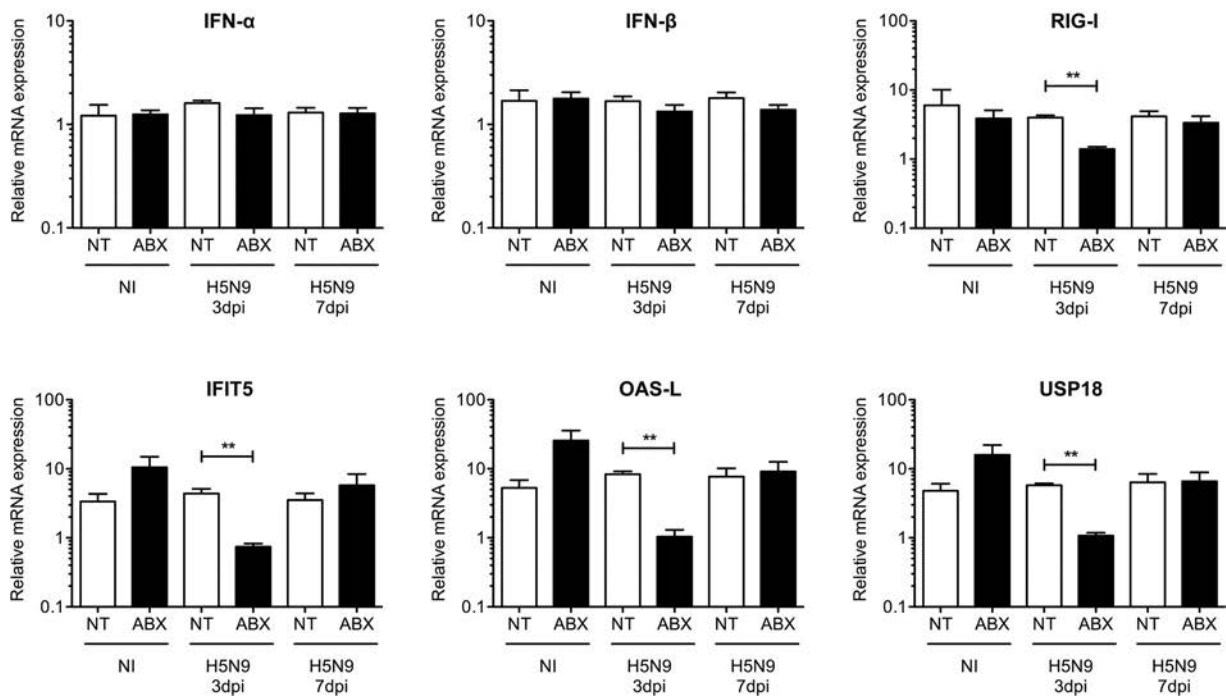 IFN-α
Relative mRNA expression
10
1
0.1
NT ABX NT ABX NT ABX
NI
H5N9
3dpi
H5N9
7dpi
IFN-β
Relative mRNA expression
10
1
0.1
NT ABX NT ABX NT ABX
NI
H5N9
3dpi
H5N9
7dpi
RIG-I
Relative mRNA expression
100
10
1
0.1
**
NT ABX NT ABX NT ABX
NI
H5N9
3dpi
H5N9
7dpi
IFIT5
Relative mRNA expression
100
10
1
0.1
**
NT ABX NT ABX NT ABX
NI
H5N9
3dpi
H5N9
7dpi
OAS-L
Relative mRNA expression
100
10
1
0.1
**
NT ABX NT ABX NT ABX
NI
H5N9
3dpi
H5N9
7dpi
USP18
Relative mRNA expression
100
10
1
0.1
**
NT ABX NT ABX NT ABX
NI
H5N9
3dpi
H5N9
7dpi